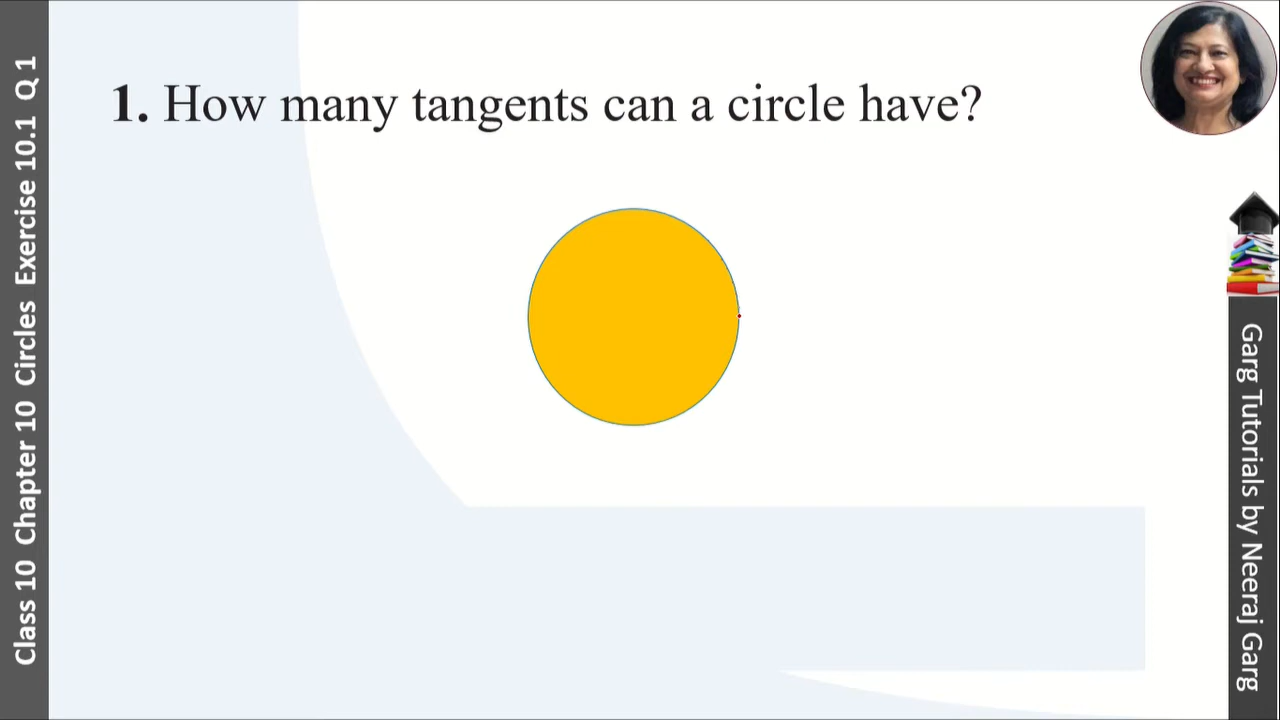 Class 10 Chapter 10 Circles Exercise 10.1 Q 1
1. How many tangents can a circle have?
Garg Tutorials by Neeraj Garg